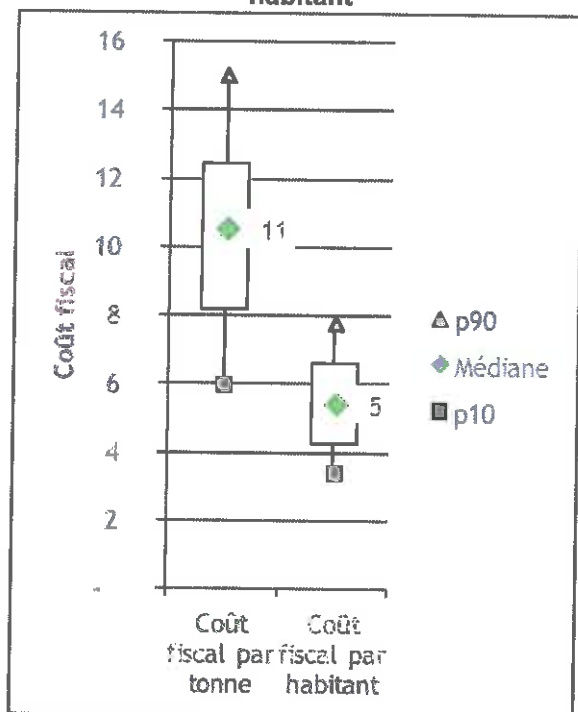 habitant
16
14
12
10
8
6
4
2
-
Coût fiscal
11
5
p90
Médiane
p10
Coût fiscal par tonne
Coût fiscal par habitant